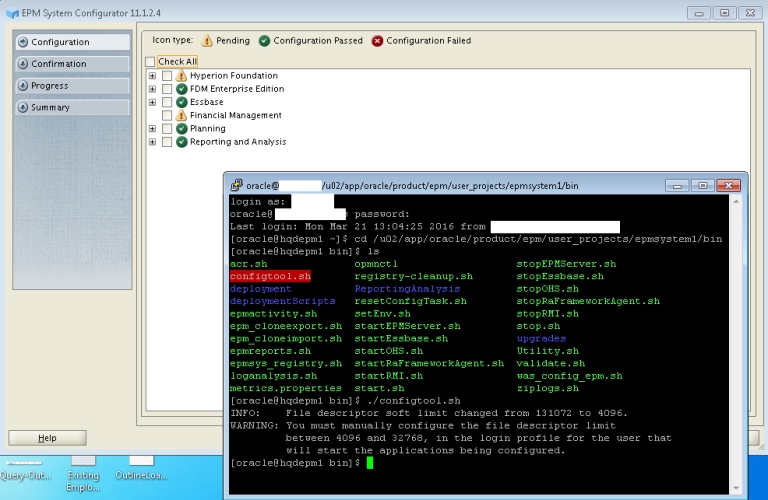 EPM System Configurator 11.1.2.4
Configuration
Confirmation
Progress
Summary
Icon type: Pending Configuration Passed Configuration Failed
Check All
Hyperion Foundation
FDM Enterprise Edition
Essbase
Financial Management
Planning
Reporting and Analysis
Help
oracle@ /u02/app/oracle/product/epm/user_projects/epmsystem1/bin
login as:
oracle@ password:
Last login: Mon Mar 21 13:04:25 2016 from
[oracle@hqdepm1 ~]$ cd /u02/app/oracle/product/epm/user_projects/epmsystem1/bin
[oracle@hqdepm1 bin]$ ls
acr.sh opmnctl stopEPMServer.sh
configtool.sh registry-cleanup.sh stopEssbase.sh
deployment ReportingAnalysis stopOHS.sh
deploymentScripts resetConfigTask.sh stopRaFrameworkAgent.sh
epmactivity.sh setEnv.sh stopRMI.sh
epm_cloneexport.sh startEPMServer.sh stop.sh
epm_cloneimport.sh startEssbase.sh upgrades
epmreports.sh startOHS.sh Utility.sh
epmsys_registry.sh startRaFrameworkAgent.sh validate.sh
loganalysis.sh startRMI.sh was_config_epm.sh
metrics.properties start.sh ziplogs.sh
[oracle@hqdepm1 bin]$ ./configtool.sh
INFO: File descriptor soft limit changed from 131072 to 4096.
WARNING: You must manually configure the file descriptor limit
between 4096 and 32768, in the login profile for the user that
will start the applications being configured.
[oracle@hqdepm1 bin]$
Query-Out... Existing OutlineLoa...
Emplo...